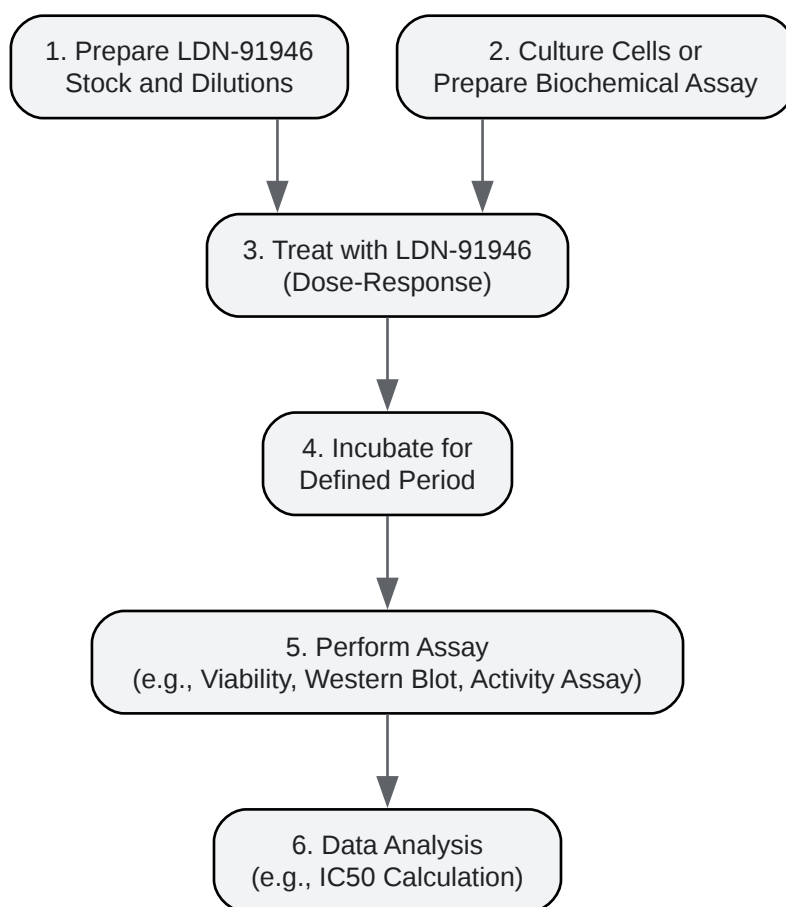 1. Prepare LDN-91946
Stock and Dilutions
2. Culture Cells or
Prepare Biochemical Assay
3. Treat with LDN-91946
(Dose-Response)
4. Incubate for
Defined Period
5. Perform Assay
(e.g., Viability, Western Blot, Activity Assay)
6. Data Analysis
(e.g., IC50 Calculation)